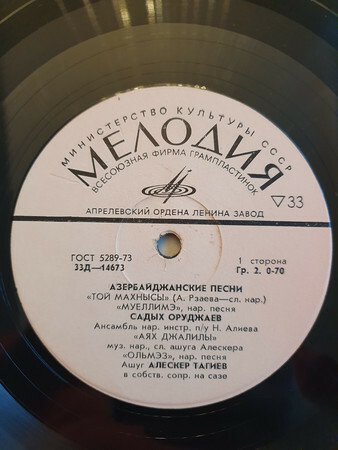 МИНИСТЕРСТВО КУЛЬТУРЫ СССР
МЕЛОДИЯ
ВСЕСОЮЗНАЯ ФИРМА ГРАМПЛАСТИНОК
АПРЕЛЕВСКИЙ ОРДЕНА ЛЕНИНА ЗАВОД
▽33
ГОСТ 5289-73
33Д—14673
1 сторона
Гр. 2. 0-70
АЗЕРБАЙДЖАНСКИЕ ПЕСНИ
«ТОЙ МАХНЫСЫ» (А. Рзаева—сл. нар.)
«МУЕЛЛИМЭ», нар. песня
САДЫХ ОРУДЖАЕВ
Ансамбль нар. инстр. п/у Н. Алиева
«АЯХ ДЖАЛИЛЫ»
муз. нар., сл. ашуга Алескера
«ОЛЬМЭЗ», нар. песня
Ашуг АЛЕСКЕР ТАГИЕВ
в собств. сопр. на сазе